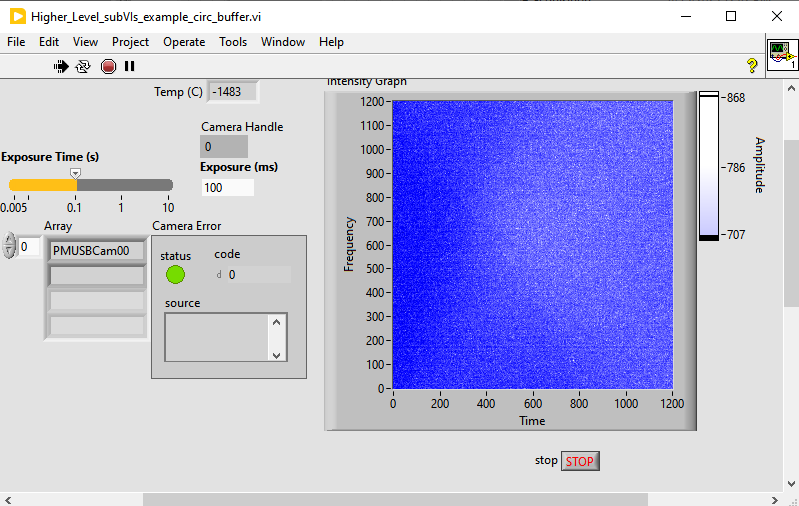 Higher_Level_subVIs_example_circ_buffer.vi
File Edit View Project Operate Tools Window Help
?
1
Temp (C) -1483
Camera Handle
0
Exposure Time (s)
Exposure (ms)
100
0.005 0.1 1 10
Array
0
PMUSBCam00
Camera Error
status
code
d 0
source
Intensity Graph
Frequency
1200
1100
1000
900
800
700
600
500
400
300
200
100
0
0 200 400 600 800 1000 1200
Time
868
786
707
Amplitude
stop STOP